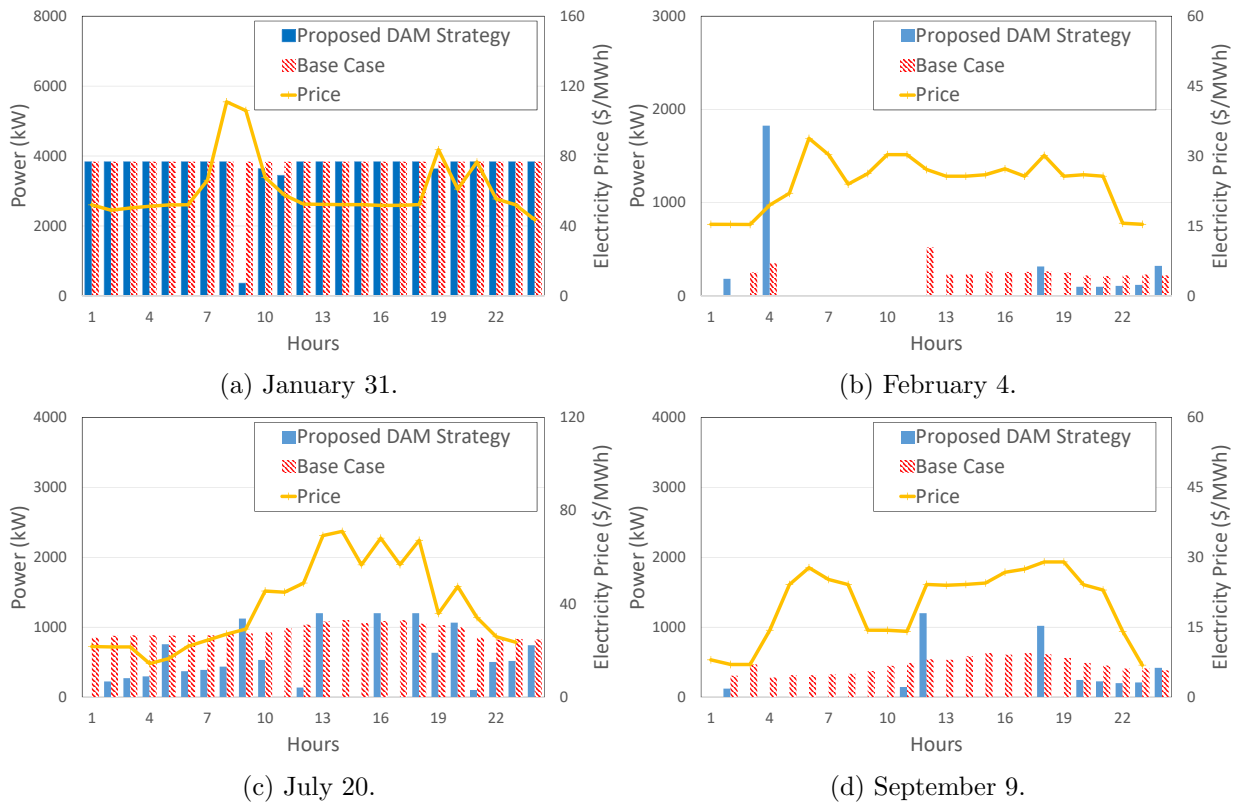 8000
6000
4000
2000
0
Power (kW)
160
120
80
40
0
Electricity Price ($/MWh)
Proposed DAM Strategy
Base Case
Price
1 4 7 10 13 16 19 22
Hours
(a) January 31.
3000
2000
1000
0
Power (kW)
60
45
30
15
0
Electricity Price ($/MWh)
Proposed DAM Strategy
Base Case
Price
1 4 7 10 13 16 19 22
Hours
(b) February 4.
4000
3000
2000
1000
0
Power (kW)
120
80
40
0
Electricity Price ($/MWh)
Proposed DAM Strategy
Base Case
Price
1 4 7 10 13 16 19 22
Hours
(c) July 20.
4000
3000
2000
1000
0
Power (kW)
60
45
30
15
0
Electricity Price ($/MWh)
Proposed DAM Strategy
Base Case
Price
1 4 7 10 13 16 19 22
Hours
(d) September 9.